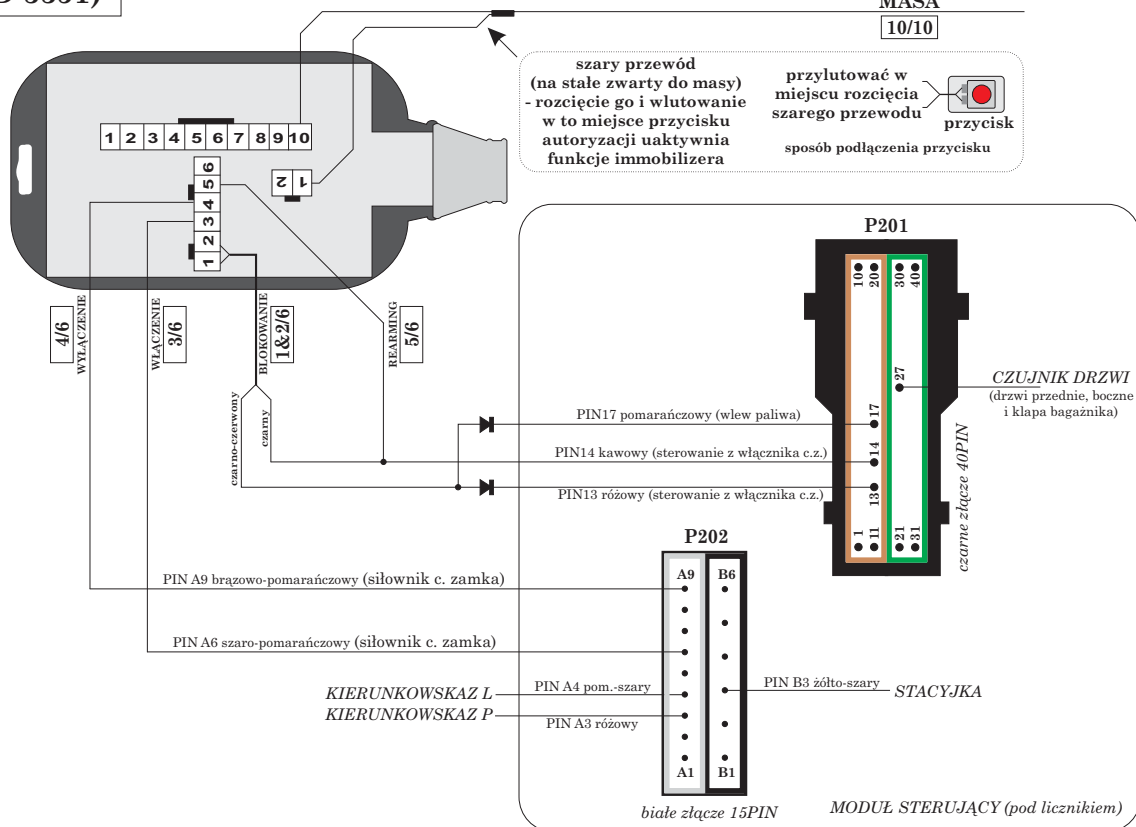 MASA
10/10
szary przewód
(na stałe zwarty do masy)
- rozcięcie go i wlutowanie
w to miejsce przycisku
autoryzacji uaktywnia
funkcje immobilizera
przylutować w
miejscu rozcięcia
szarego przewodu
przycisk
sposób podłączenia przycisku
1 2 3 4 5 6 7 8 9 10
6
5
4
3
2
1
2 1
4/6
WYŁĄCZENIE
3/6
WŁĄCZENIE
BLOKOWANIE
1&2/6
REARMING
5/6
czarno-czerwony
czarny
P201
10
20
30
40
27
17
14
13
1
11
21
31
CZUJNIK DRZWI
(drzwi przednie, boczne
i klapa bagażnika)
czarne złącze 40PIN
PIN17 pomarańczowy (wlew paliwa)
PIN14 kawowy (sterowanie z włącznika c.z.)
PIN13 różowy (sterowanie z włącznika c.z.)
P202
A9 B6
PIN A9 brązowo-pomarańczowy (siłownik c. zamka)
PIN A6 szaro-pomarańczowy (siłownik c. zamka)
KIERUNKOWSKAZ L
PIN A4 pom.-szary
KIERUNKOWSKAZ P
PIN A3 różowy
PIN B3 żółto-szary
STACYJKA
A1 B1
białe złącze 15PIN
MODUŁ STERUJĄCY (pod licznikiem)